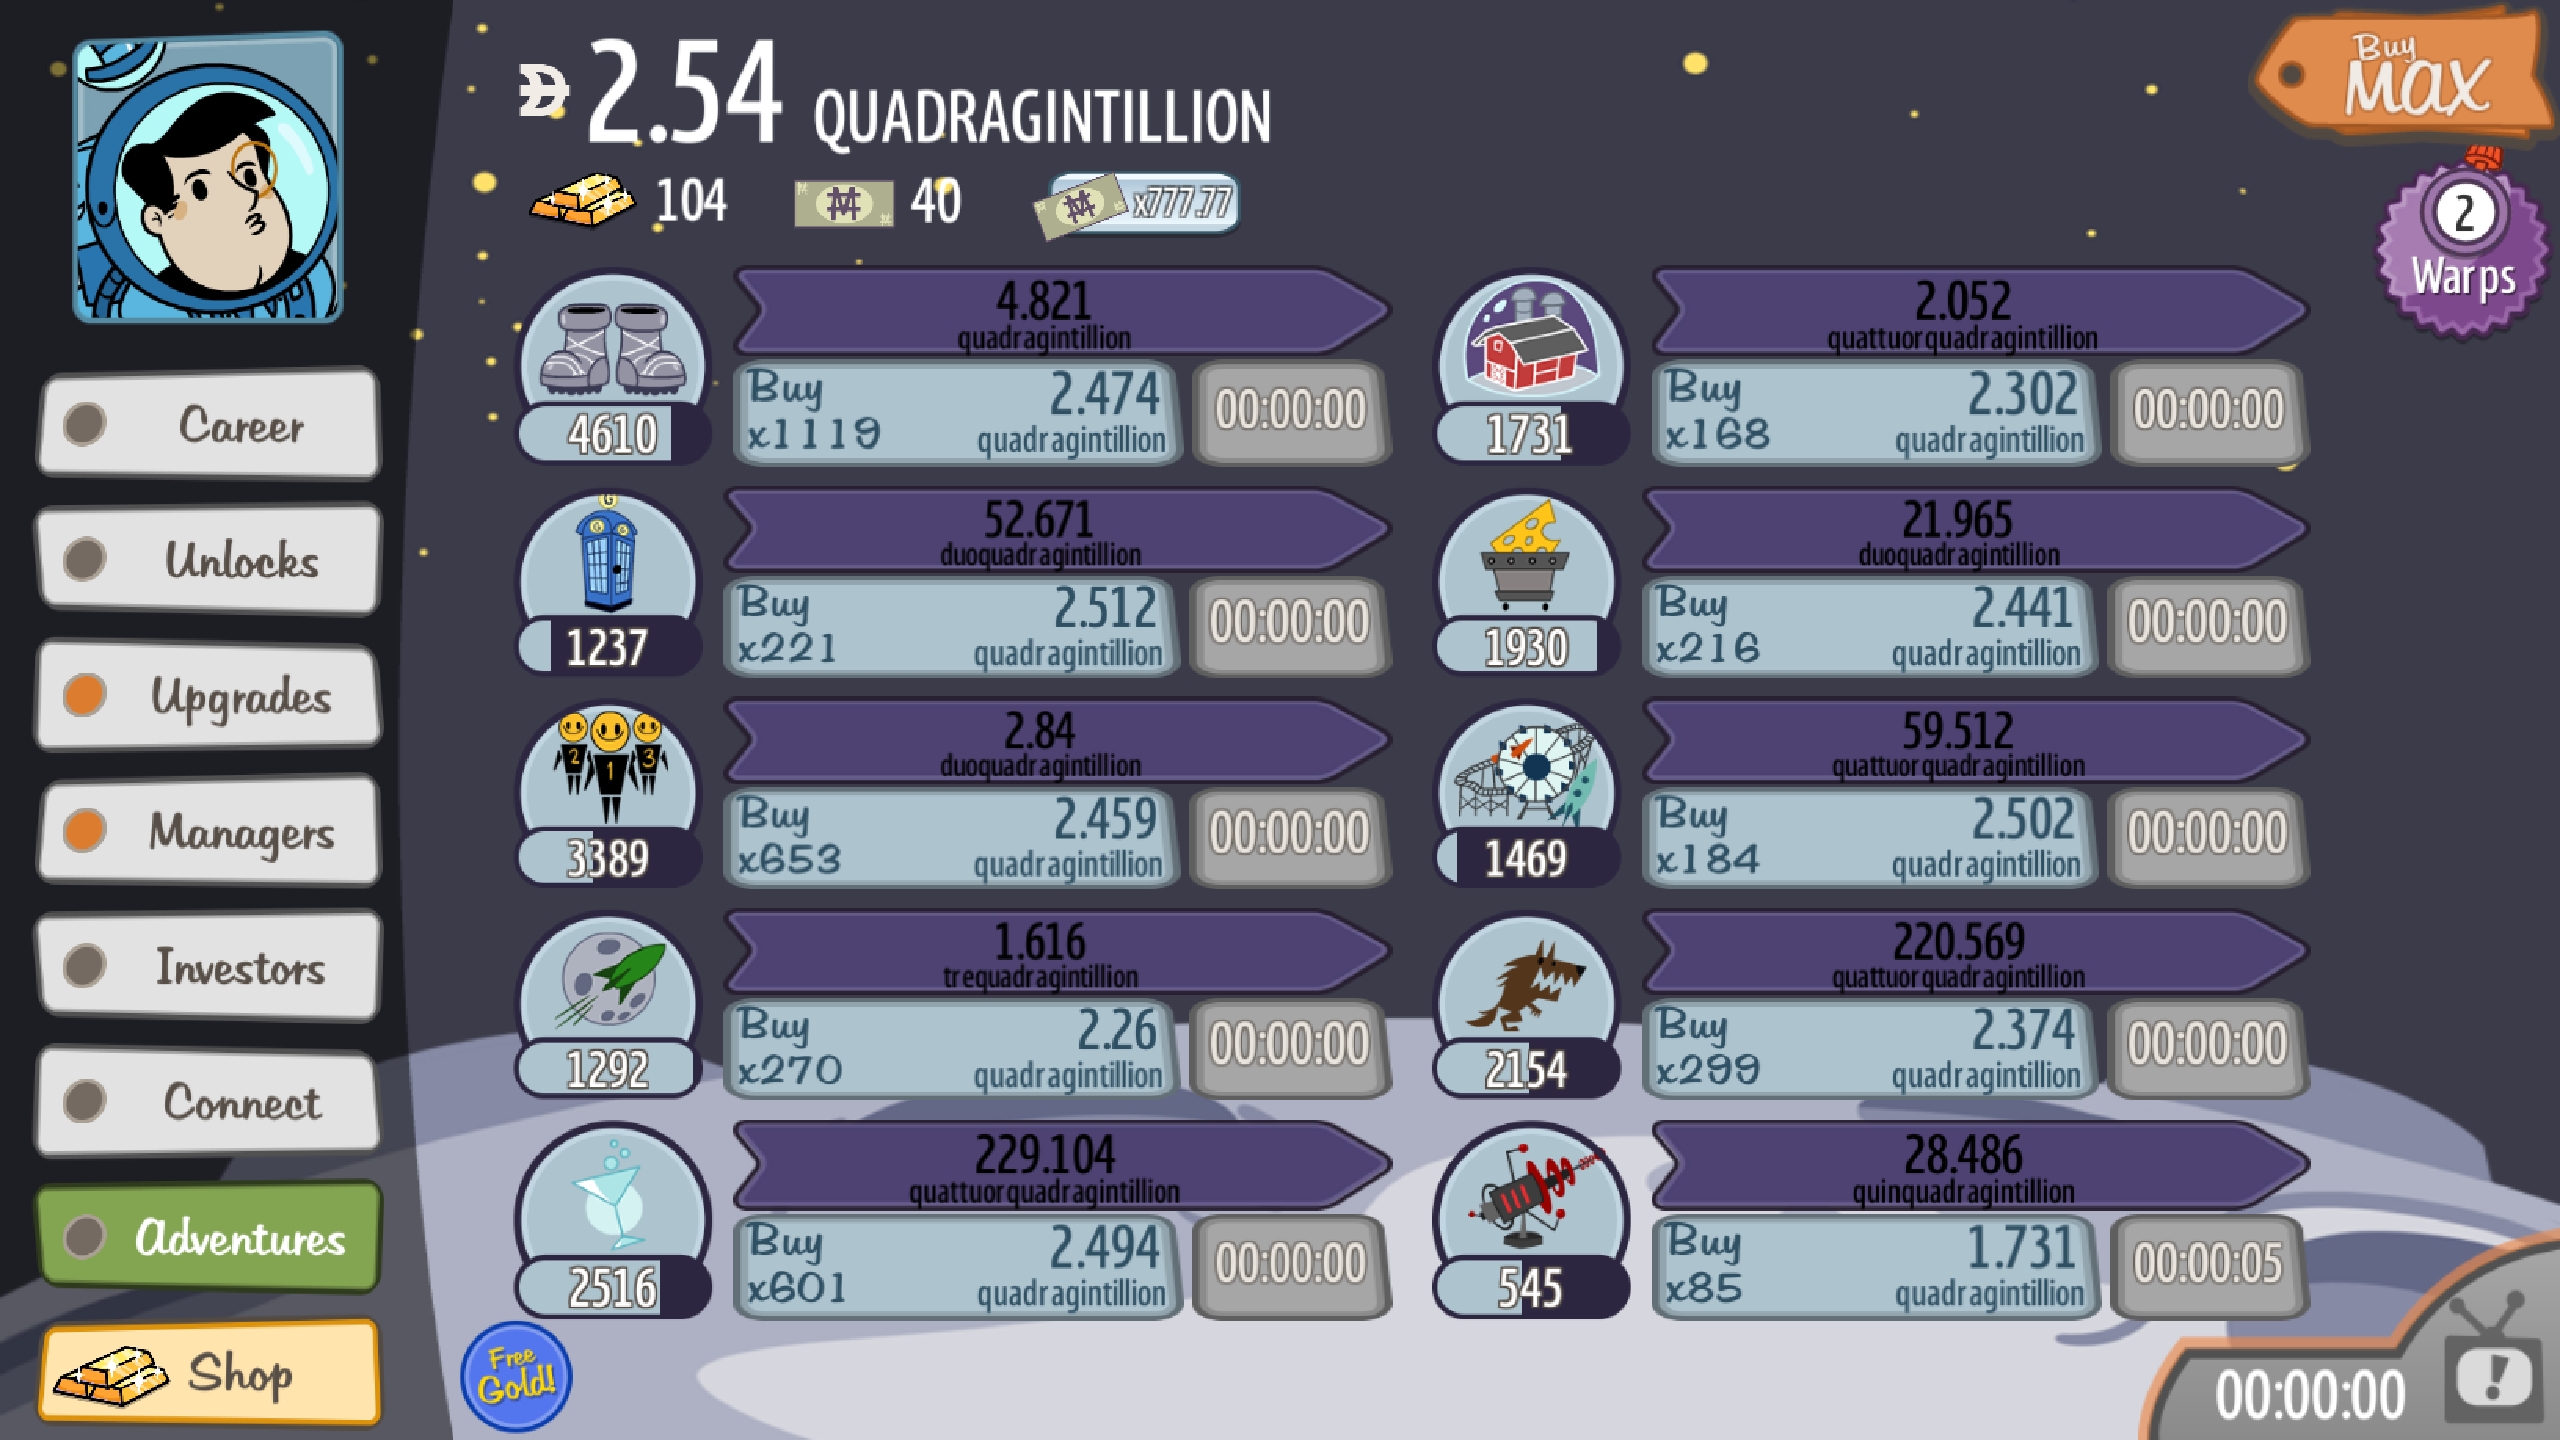 2.54 QUADRAGINTILLION
Buy
MAX
104
40
x777.77
2
Warps
4.821
quadragintillion
Buy
x1119
2.474
quadragintillion
00:00:00
4610
2.052
quattuorquadragintillion
Buy
x168
2.302
quadragintillion
00:00:00
1731
G
52.671
duoquadragintillion
Buy
x221
2.512
quadragintillion
00:00:00
1237
21.965
duoquadragintillion
Buy
x216
2.441
quadragintillion
00:00:00
1930
2 1 3
2.84
duoquadragintillion
Buy
x653
2.459
quadragintillion
00:00:00
3389
59.512
quattuorquadragintillion
Buy
x184
2.502
quadragintillion
00:00:00
1469
1.616
trequadragintillion
Buy
x270
2.26
quadragintillion
00:00:00
1292
220.569
quattuorquadragintillion
Buy
x299
2.374
quadragintillion
00:00:00
2154
229.104
quattuorquadragintillion
Buy
x601
2.494
quadragintillion
00:00:00
2516
28.486
quinquadragintillion
Buy
x85
1.731
quadragintillion
00:00:05
545
Career
Unlocks
Upgrades
Managers
Investors
Connect
Adventures
Shop
Free
Gold!
00:00:00
!